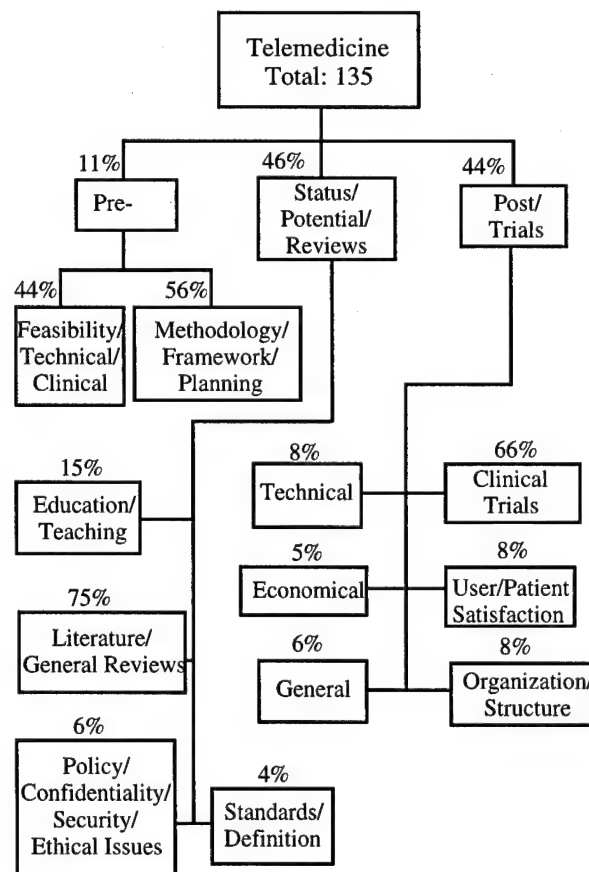 Telemedicine
Total: 135
11%
46%
44%
Pre-
Status/
Potential/
Reviews
Post/
Trials
44%
56%
Feasibility/
Technical/
Clinical
Methodology/
Framework/
Planning
15%
Education/
Teaching
75%
Literature/
General Reviews
6%
Policy/
Confidentiality/
Security/
Ethical Issues
4%
Standards/
Definition
8%
Technical
66%
Clinical
Trials
5%
Economical
8%
User/Patient
Satisfaction
6%
General
8%
Organization/
Structure